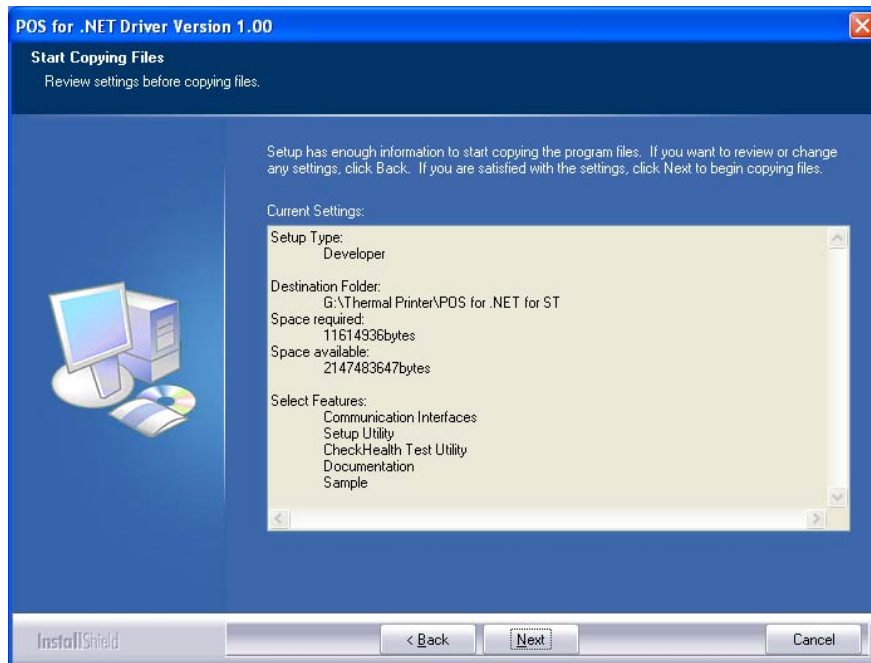 POS for .NET Driver Version 1.00
Start Copying Files
Review settings before copying files.
Setup has enough information to start copying the program files. If you want to review or change
any settings, click Back. If you are satisfied with the settings, click Next to begin copying files.
Current Settings:
Setup Type:
Developer
Destination Folder:
G:\Thermal Printer\POS for .NET for ST
Space required:
11614936bytes
Space available:
2147483647bytes
Select Features:
Communication Interfaces
Setup Utility
CheckHealth Test Utility
Documentation
Sample
InstallShield
< Back
Next
Cancel